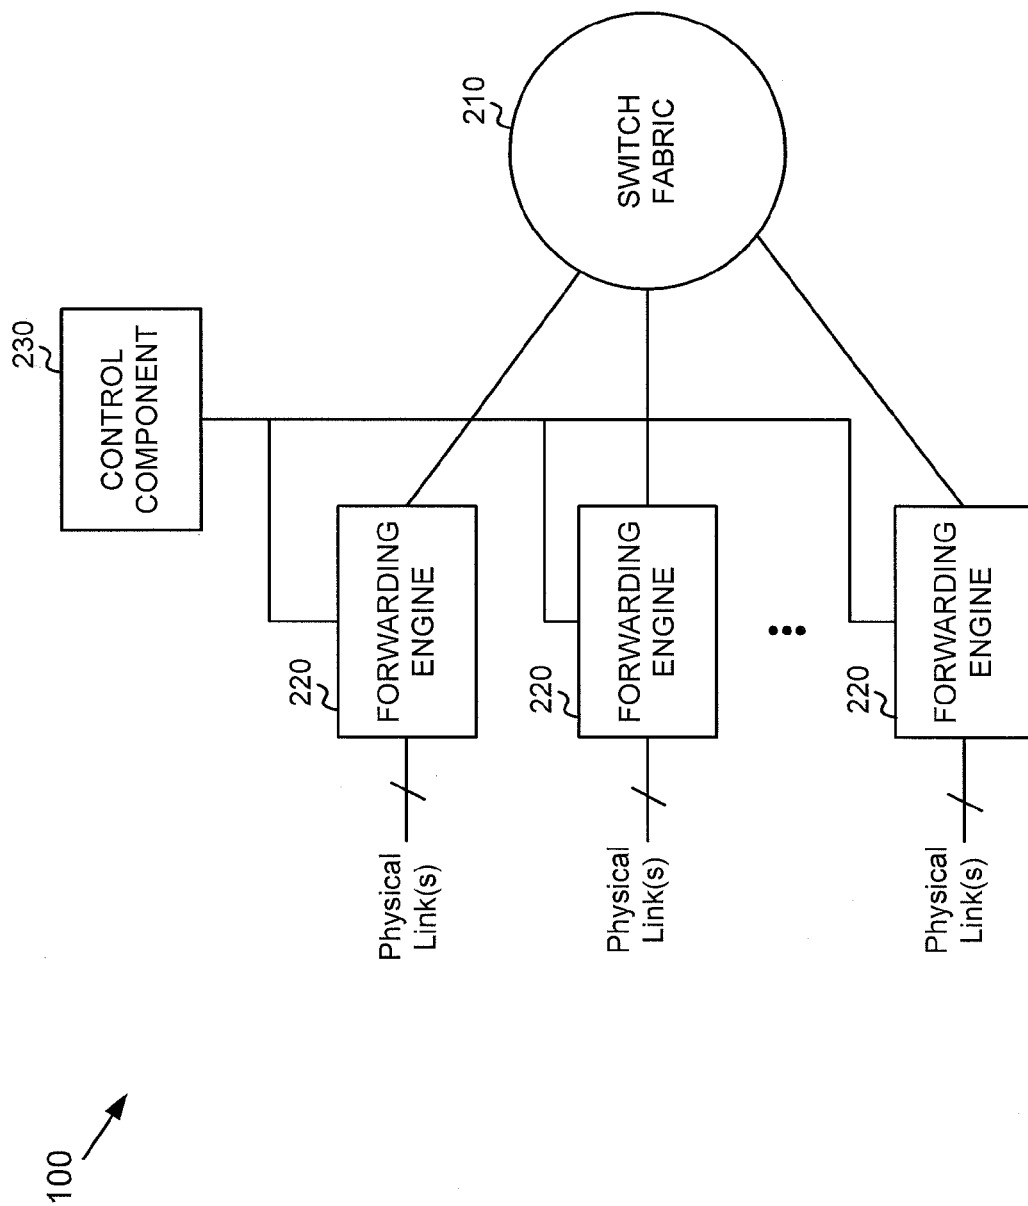 100
230
CONTROL
COMPONENT
210
SWITCH
FABRIC
220
FORWARDING
ENGINE
Physical
Link(s)
220
FORWARDING
ENGINE
Physical
Link(s)
220
FORWARDING
ENGINE
Physical
Link(s)